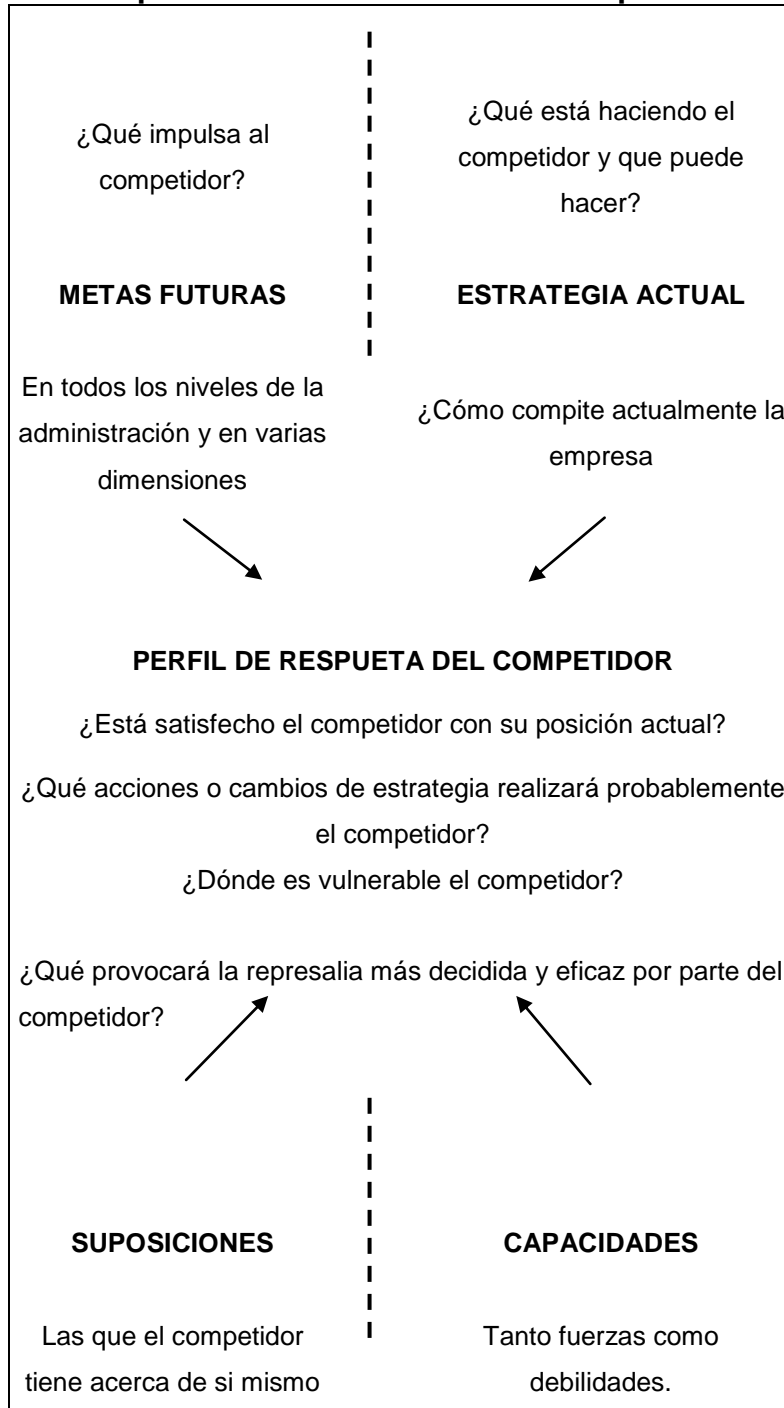 ¿Qué impulsa al
competidor?
¿Qué está haciendo el
competidor y que puede
hacer?
METAS FUTURAS
ESTRATEGIA ACTUAL
En todos los niveles de la
administración y en varias
dimensiones
¿Cómo compite actualmente la
empresa
PERFIL DE RESPUETA DEL COMPETIDOR
¿Está satisfecho el competidor con su posición actual?
¿Qué acciones o cambios de estrategia realizará probablemente
el competidor?
¿Dónde es vulnerable el competidor?
¿Qué provocará la represalia más decidida y eficaz por parte del
competidor?
SUPOSICIONES
CAPACIDADES
Las que el competidor
tiene acerca de si mismo
Tanto fuerzas como
debilidades.